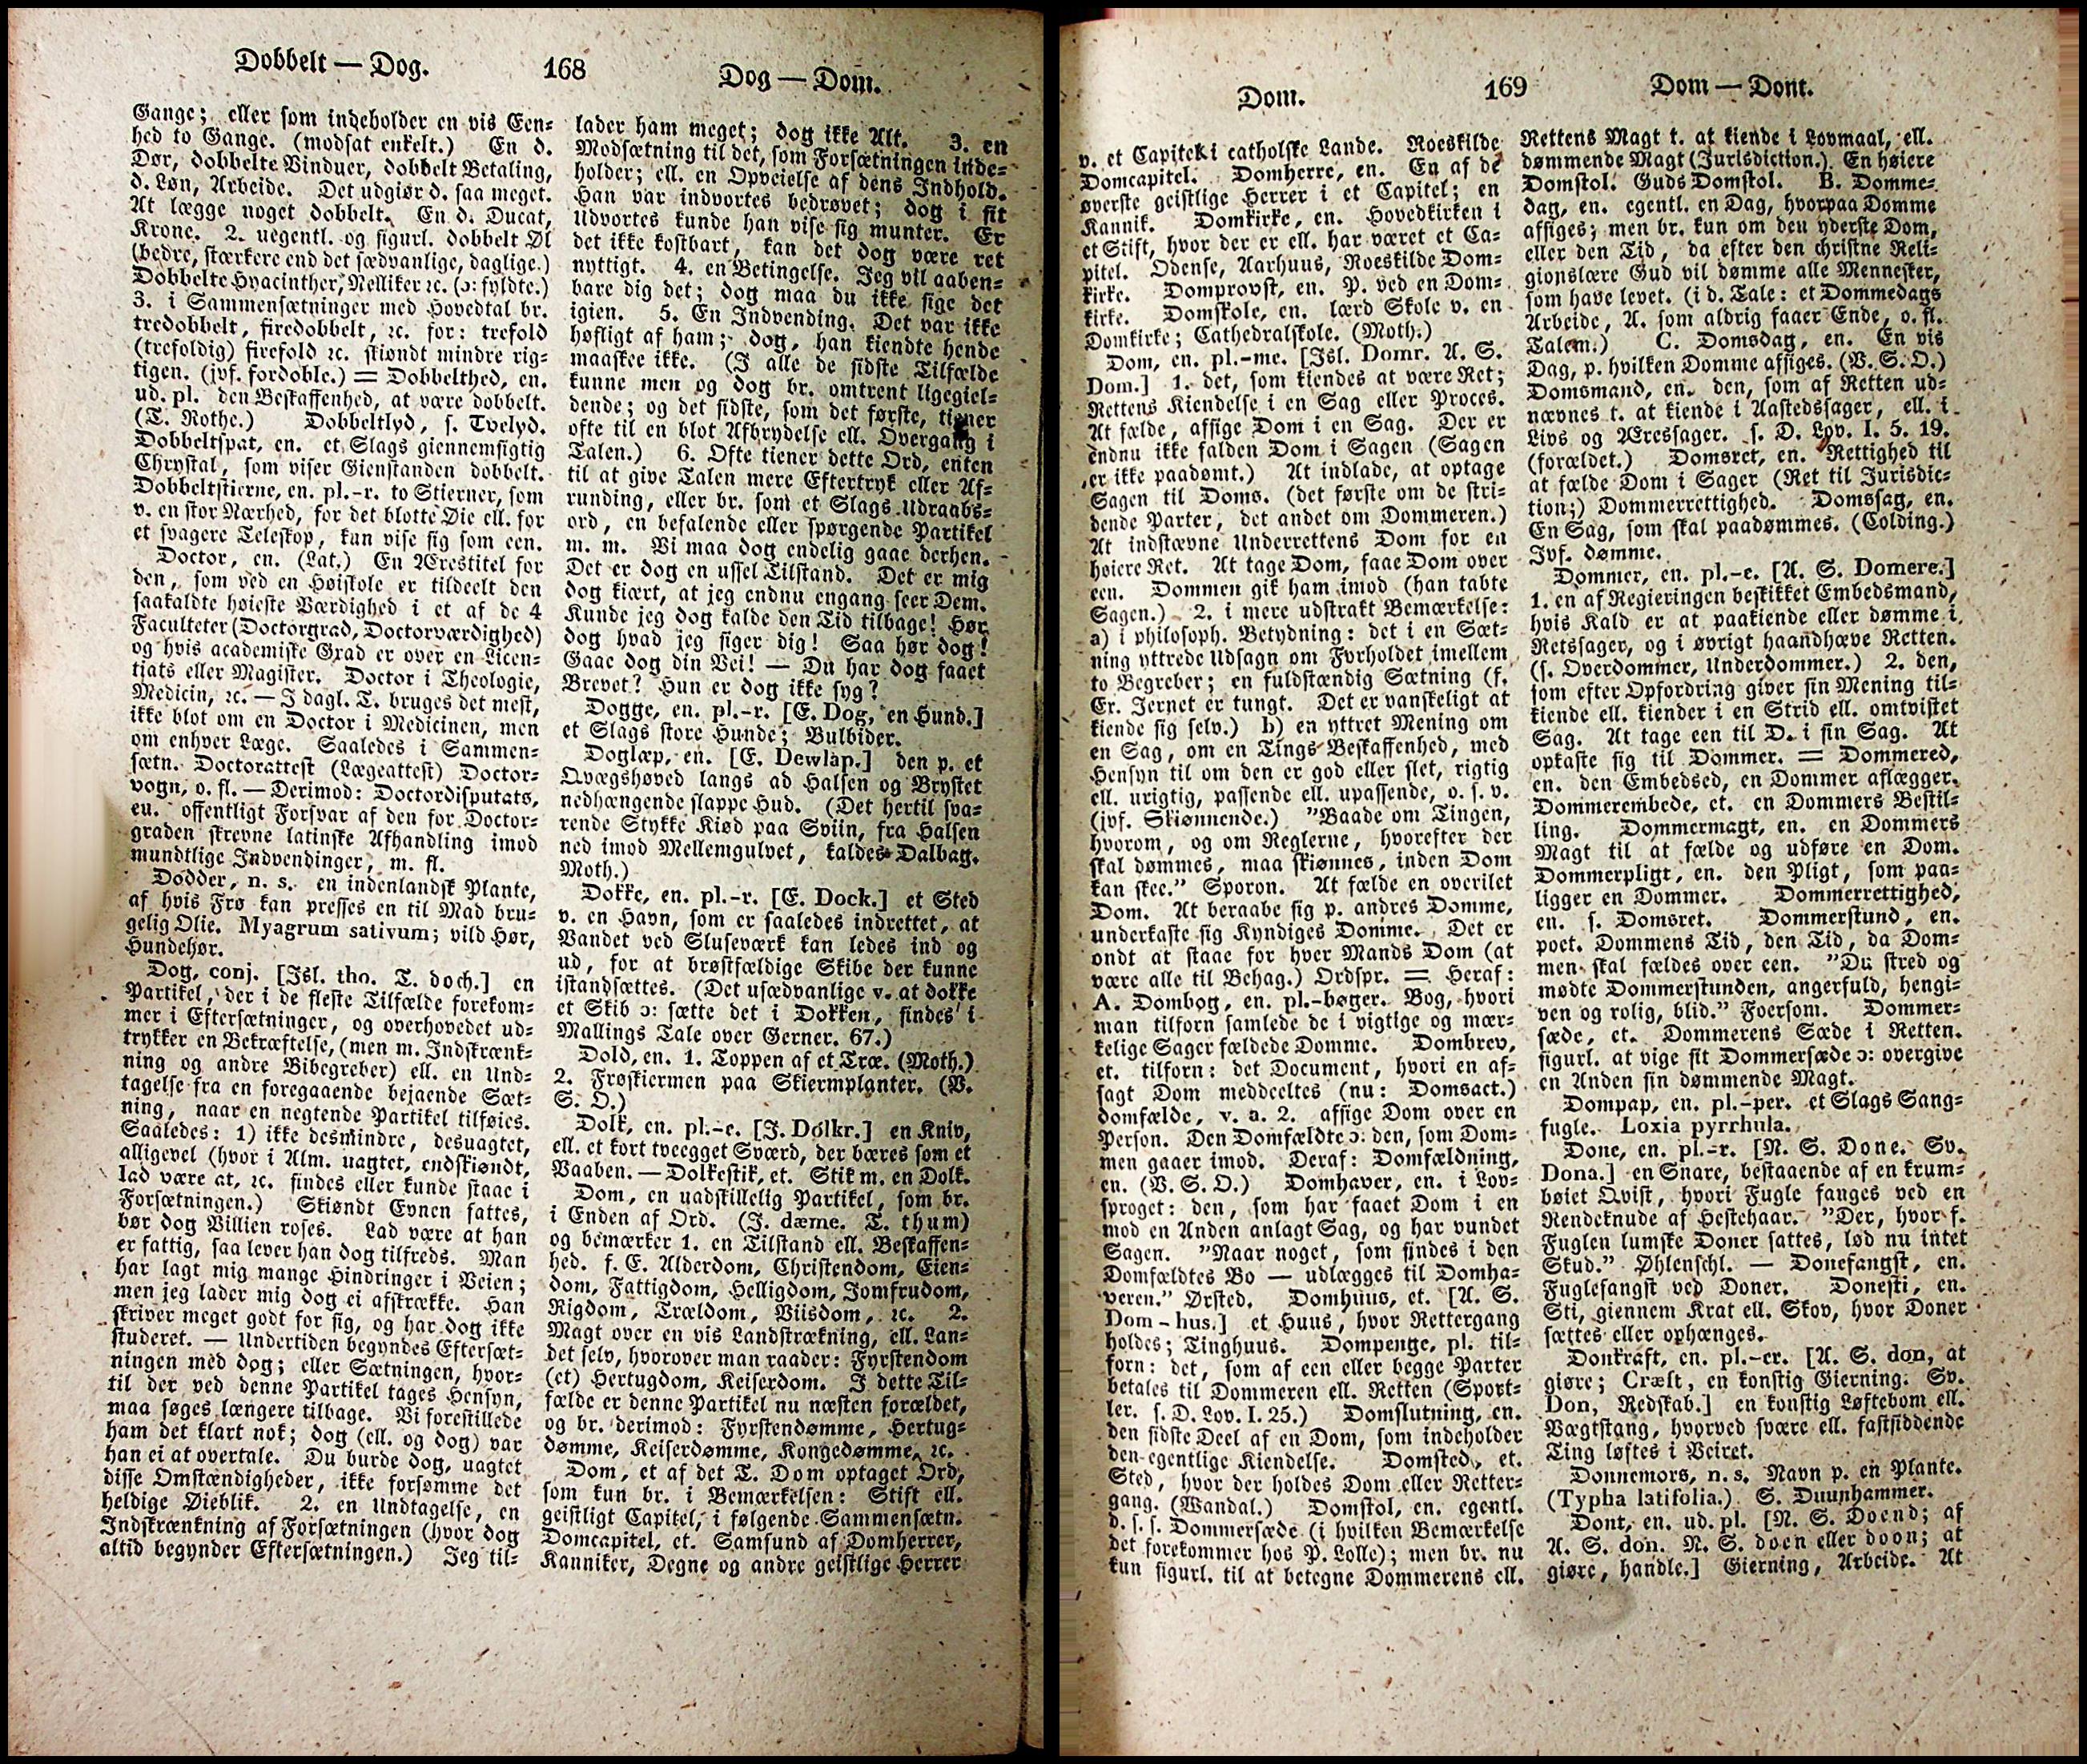 Dobbelt — Dog.
168
Dog — Dom.
Gange; eller som indeholder en vis Een-
hed to Gange. (modsat enkelt.) En d.
Dør, dobbelte Vinduer, dobbelt Betaling,
d. Løn, Arbeide. Det udgiør d. saa meget.
At lægge noget dobbelt. En d. Ducat,
Krone. 2. uegentl. og figurl. dobbelt Øl
(bedre, stærkere end det sædvanlige, daglige.)
Dobbelte Hyacinther, Nelliker ꝛc. (ɔ: fyldte.)
3. i Sammensætninger med Hovedtal br.
tredobbelt, firedobbelt, ꝛc. for: trefold
(trefoldig) firefold ꝛc. skiøndt mindre rig-
tigen. (jvf. fordoble.) = Dobbelthed, en.
ud. pl. den Beskaffenhed, at være dobbelt.
(T. Rothe.) Dobbeltlyd, s. Tvelyd.
Dobbeltspat, en. et Slags giennemsigtig
Chrystal, som viser Gienstanden dobbelt.
Dobbeltstierne, en. pl.-r. to Stierner, som
v. en stor Nærhed, for det blotte Øie ell. for
et svagere Teleskop, kun vise sig som een.
Doctor, en. (Lat.) En Ærestitel for
den, som ved en Høiskole er tildeelt den
saakaldte høieste Værdighed i et af de 4
Faculteter (Doctorgrad, Doctorværdighed)
og hvis academiske Grad er over en Licen-
tiats eller Magister. Doctor i Theologie,
Medicin, ꝛc. — I dagl. T. bruges det mest,
ikke blot om en Doctor i Medicinen, men
om enhver Læge. Saaledes i Sammen-
sætn. Doctorattest (Lægeattest) Doctor-
vogn, o. fl. — Derimod: Doctordisputats,
en. offentligt Forsvar af den for Doctor-
graden skrevne latinske Afhandling imod
mundtlige Indvendinger, m. fl.
Dodder, n. s. en indenlandsk Plante,
af hvis Frø kan presses en til Mad bru-
gelig Olie. Myagrum sativum; vild Hør,
Hundehør.
Dog, conj. [Isl. tho. T. doch.] en
Partikel, der i de fleste Tilfælde forekom-
mer i Eftersætninger, og overhovedet ud-
trykker en Bekræftelse, (men m. Indskrænk-
ning og andre Bibegreber) ell. en Und-
tagelse fra en foregaaende bejaende Sæt-
ning, naar en negtende Partikel tilføies.
Saaledes: 1) ikke desmindre, desuagtet,
alligevel (hvor i Alm. uagtet, endskiøndt,
lad være at, ꝛc. findes eller kunde staae i
Forsætningen.) Skiøndt Evnen fattes,
bør dog Villien roses. Lad være at han
er fattig, saa lever han dog tilfreds. Man
har lagt mig mange Hindringer i Veien;
men jeg lader mig dog ei afskrække. Han
skriver meget godt for sig, og har dog ikke
studeret. — Undertiden begyndes Eftersæt-
ningen med dog; eller Sætningen, hvor-
til der ved denne Partikel tages Hensyn,
maa søges længere tilbage. Vi forestillede
ham det klart nok; dog (ell. og dog) var
han ei at overtale. Du burde dog, uagtet
disse Omstændigheder, ikke forsømme det
heldige Øieblik. 2. en Undtagelse, en
Indskrænkning af Forsætningen (hvor dog
altid begynder Eftersætningen.) Jeg til-
lader ham meget; dog ikke Alt. 3. en
Modsætning til det, som Forsætningen inde-
holder; ell. en Opveielse af dens Indhold.
Han var indvortes bedrøvet; dog i sit
Udvortes kunde han vise sig munter. Er
det ikke kostbart, kan det dog være ret
nyttigt. 4. en Betingelse. Jeg vil aaben-
bare dig det; dog maa du ikke sige det
igien. 5. En Indvending. Det var ikke
høfligt af ham; dog, han kiendte hende
maaskee ikke. (I alle de sidste Tilfælde
kunne men og dog br. omtrent ligegiel-
dende; og det sidste, som det første, tiener
ofte til en blot Afbrydelse ell. Overgang i
Talen.) 6. Ofte tiener dette Ord, enten
til at give Talen mere Eftertryk eller Af-
runding, eller br. som et Slags Udraabs-
ord, en befalende eller spørgende Partikel
m. m. Vi maa dog endelig gaae derhen.
Det er dog en ussel Tilstand. Det er mig
dog kiært, at jeg endnu engang seer Dem.
Kunde jeg dog kalde den Tid tilbage! Hør
dog hvad jeg siger dig! Saa hør dog!
Gaae dog din Vei! — Du har dog faaet
Brevet? Hun er dog ikke syg?
Dogge, en. pl.-r. [E. Dog, en Hund.]
et Slags store Hunde; Bulbider.
Doglæp, en. [E. Dewlap.] den p. et
Qvægshøved langs ad Halsen og Brystet
nedhængende slappe Hud. (Det hertil sva-
rende Stykke Kiød paa Sviin, fra Halsen
ned imod Mellemgulvet, kaldes Dalbag.
Moth.)
Dokke, en. pl.-r. [E. Dock.] et Sted
v. en Havn, som er saaledes indrettet, at
Vandet ved Sluseværk kan ledes ind og
ud, for at brøstfældige Skibe der kunne
istandsættes. (Det usædvanlige v. at dokke
et Skib ɔ: sætte det i Dokken, findes i
Mallings Tale over Gerner. 67.)
Dold, en. 1. Toppen af et Træ. (Moth.)
2. Frøskiermen paa Skiermplanter. (V.
S. O.)
Dolk, en. pl.-e. [I. Dolkr.] en Kniv,
ell. et kort tveegget Sværd, der bæres som et
Vaaben. — Dolkestik, et. Stik m. en Dolk.
Dom, en uadskillelig Partikel, som br.
i Enden af Ord. (I. dæme. T. thum)
og bemærker 1. en Tilstand ell. Beskaffen-
hed. f. E. Alderdom, Christendom, Eien-
dom, Fattigdom, Helligdom, Jomfrudom,
Rigdom, Trældom, Viisdom, ꝛc. 2.
Magt over en vis Landstrækning, ell. Lan-
det selv, hvorover man raader: Fyrstendom
(et) Hertugdom, Keiserdom. I dette Til-
fælde er denne Partikel nu næsten forældet,
og br. derimod: Fyrstendømme, Hertug-
dømme, Keiserdømme, Kongedømme, ꝛc.
Dom, et af det T. Dom optaget Ord,
som kun br. i Bemærkelsen: Stift ell.
geistligt Capitel, i følgende Sammensætn.
Domcapitel, et. Samfund af Domherrer,
Kanniker, Degne og andre geistlige Herrer
Dom.
169
Dom — Dont.
v. et Capitel i catholske Lande. Roeskilde
Domcapitel. Domherre, en. En af de
øverste geistlige Herrer i et Capitel; en
Kannik. Domkirke, en. Hovedkirken i
et Stift, hvor der er ell. har været et Ca-
pitel. Odense, Aarhuus, Roeskilde Dom-
kirke. Domprovst, en. P. ved en Dom-
kirke. Domskole, en. lærd Skole v. en
Domkirke; Cathedralskole. (Moth.)
Dom, en. pl.-me. [Isl. Domr. A. S.
Dom.] 1. det, som kiendes at være Ret;
Rettens Kiendelse i en Sag eller Proces.
At fælde, afsige Dom i en Sag. Der er
endnu ikke falden Dom i Sagen (Sagen
er ikke paadømt.) At indlade, at optage
Sagen til Doms. (det første om de stri-
dende Parter, det andet om Dommeren.)
At indstævne Underrettens Dom for en
høiere Ret. At tage Dom, faae Dom over
een. Dommen gik ham imod (han tabte
Sagen.) 2. i mere udstrakt Bemærkelse:
a) i philosoph. Betydning: det i en Sæt-
ning yttrede Udsagn om Forholdet imellem
to Begreber; en fuldstændig Sætning (f.
Er. Jernet er tungt. Det er vanskeligt at
kiende sig selv.) b) en yttret Mening om
en Sag, om en Tings Beskaffenhed, med
Hensyn til om den er god eller slet, rigtig
ell. urigtig, passende ell. upassende, o. s. v.
(jvf. Skiønnende.) "Baade om Tingen,
hvorom, og om Reglerne, hvorefter der
skal dømmes, maa skiønnes, inden Dom
kan skee." Sporon. At fælde en overilet
Dom. At beraabe sig p. andres Domme,
underkaste sig Kyndiges Domme. Det er
ondt at staae for hver Mands Dom (at
være alle til Behag.) Ordspr. = Heraf:
A. Dombog, en. pl.-bøger. Bog, hvori
man tilforn samlede de i vigtige og mær-
kelige Sager fældede Domme. Dombrev,
et. tilforn: det Document, hvori en af-
sagt Dom meddeeltes (nu: Domsact.)
domfælde, v. a. 2. afsige Dom over en
Person. Den Domfældte ɔ: den, som Dom-
men gaaer imod. Deraf: Domfældning,
en. (V. S. O.) Domhaver, en. i Lov-
sproget: den, som har faaet Dom i en
mod en Anden anlagt Sag, og har vundet
Sagen. "Naar noget, som findes i den
Domfældtes Bo — udlægges til Domha-
veren." Ørsted. Domhuus, et. [A. S.
Dom-hus.] et Huus, hvor Rettergang
holdes; Tinghuus. Dompenge, pl. til-
forn: det, som af een eller begge Parter
betales til Dommeren ell. Retten (Sport-
ler. s. D. Lov. I. 25.) Domslutning, en.
den sidste Deel af en Dom, som indeholder
den egentlige Kiendelse. Domsted, et.
Sted, hvor der holdes Dom eller Retter-
gang. (Wandal.) Domstol, en. egentl.
d. s. s. Dommersæde (i hvilken Bemærkelse
det forekommer hos P. Lolle); men br. nu
kun figurl. til at betegne Dommerens ell.
Rettens Magt t. at kiende i Lovmaal, ell.
dømmende Magt (Jurisdiction.) En høiere
Domstol. Guds Domstol. B. Domme-
dag, en. egentl. en Dag, hvorpaa Domme
afsiges; men br. kun om den yderste Dom,
eller den Tid, da efter den christne Reli-
gionslære Gud vil dømme alle Mennesker,
som have levet. (i d. Tale: et Dommedags
Arbeide, A. som aldrig faaer Ende, o. fl.
Talem.) C. Domsdag, en. En vis
Dag, p. hvilken Domme afsiges. (V. S. O.)
Domsmand, en. den, som af Retten ud-
nævnes t. at kiende i Aastedssager, ell. i
Livs og Æressager. s. D. Lov. I. 5. 19.
(forældet.) Domsret, en. Rettighed til
at fælde Dom i Sager (Ret til Jurisdic-
tion;) Dommerrettighed. Domssag, en.
En Sag, som skal paadømmes. (Colding.)
Jvf. dømme.
Dommer, en. pl.-e. [A. S. Domere.]
1. en af Regieringen beskikket Embedsmand,
hvis Kald er at paakiende eller dømme i
Retssager, og i øvrigt haandhæve Retten.
(s. Overdommer, Underdommer.) 2. den,
som efter Opfordring giver sin Mening til-
kiende ell. kiender i en Strid ell. omtvistet
Sag. At tage een til D. i sin Sag. At
opkaste sig til Dommer. = Dommered,
en. den Embedsed, en Dommer aflægger.
Dommerembede, et. en Dommers Bestil-
ling. Dommermagt, en. en Dommers
Magt til at fælde og udføre en Dom.
Dommerpligt, en. den Pligt, som paa-
ligger en Dommer. Dommerrettighed,
en. s. Domsret. Dommerstund, en.
poet. Dommens Tid, den Tid, da Dom-
men skal fældes over een. "Du stred og
mødte Dommerstunden, angerfuld, hengi-
ven og rolig, blid." Foersom. Dommer-
sæde, et. Dommerens Sæde i Retten.
figurl. at vige sit Dommersæde ɔ: overgive
en Anden sin dømmende Magt.
Dompap, en. pl.-per. et Slags Sang-
fugle. Loxia pyrrhula.
Done, en. pl.-r. [N. S. Done. Sv.
Dona.] en Snare, bestaaende af en krum-
bøiet Qvist, hvori Fugle fanges ved en
Rendeknude af Hestehaar. "Der, hvor f.
Fuglen lumske Doner sattes, lød nu intet
Skud." Øhlenschl. — Donefangst, en.
Fuglefangst ved Doner. Donesti, en.
Sti, giennem Krat ell. Skov, hvor Doner
sættes eller ophænges.
Donkraft, en. pl.-er. [A. S. don, at
giøre; Cræft, en konstig Gierning. Sv.
Don, Redskab.] en konstig Løftebom ell.
Vægtstang, hvorved svære ell. fastsiddende
Ting løftes i Veiret.
Donnemors, n. s. Navn p. en Plante.
(Typha latifolia.) S. Duunhammer.
Dont, en. ud. pl. [N. S. Doend; af
A. S. don. N. S. doen eller doon; at
giøre, handle.] Gierning, Arbeide. At